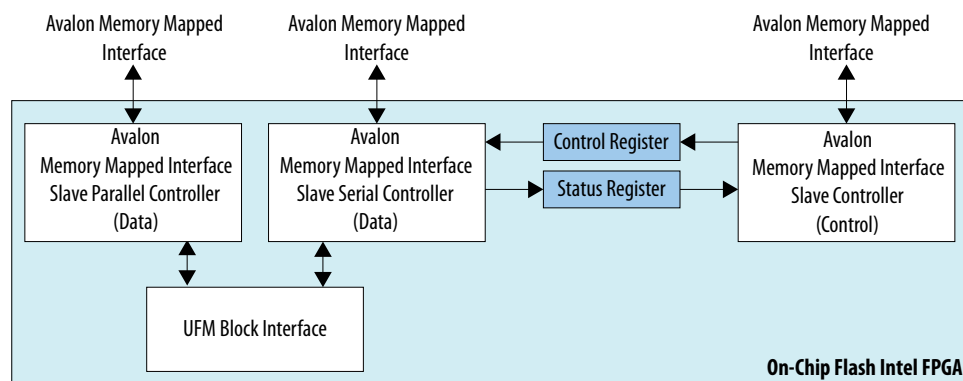 Avalon Memory Mapped
Interface
Avalon Memory Mapped
Interface
Avalon Memory Mapped
Interface
Avalon
Memory Mapped Interface
Slave Parallel Controller
(Data)
Avalon
Memory Mapped Interface
Slave Serial Controller
(Data)
Control Register
Status Register
Avalon
Memory Mapped Interface
Slave Controller
(Control)
UFM Block Interface
On-Chip Flash Intel FPGA